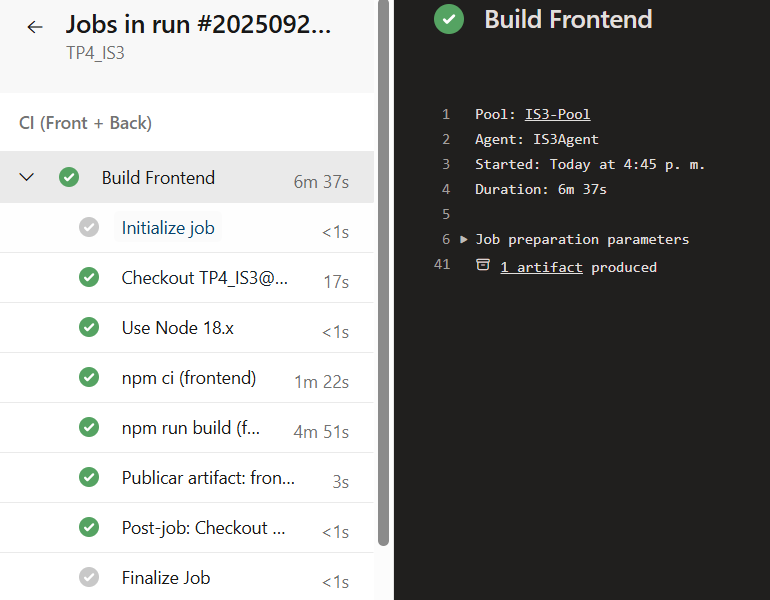 Jobs in run #2025092...
TP4_IS3
CI (Front + Back)
Build Frontend 6m 37s
Initialize job <1s
Checkout TP4_IS3@... 17s
Use Node 18.x <1s
npm ci (frontend) 1m 22s
npm run build (f... 4m 51s
Publicar artifact: fron... 3s
Post-job: Checkout ... <1s
Finalize Job <1s
Build Frontend
1 Pool: IS3-Pool
2 Agent: IS3Agent
3 Started: Today at 4:45 p. m.
4 Duration: 6m 37s
5
6 Job preparation parameters
41 1 artifact produced